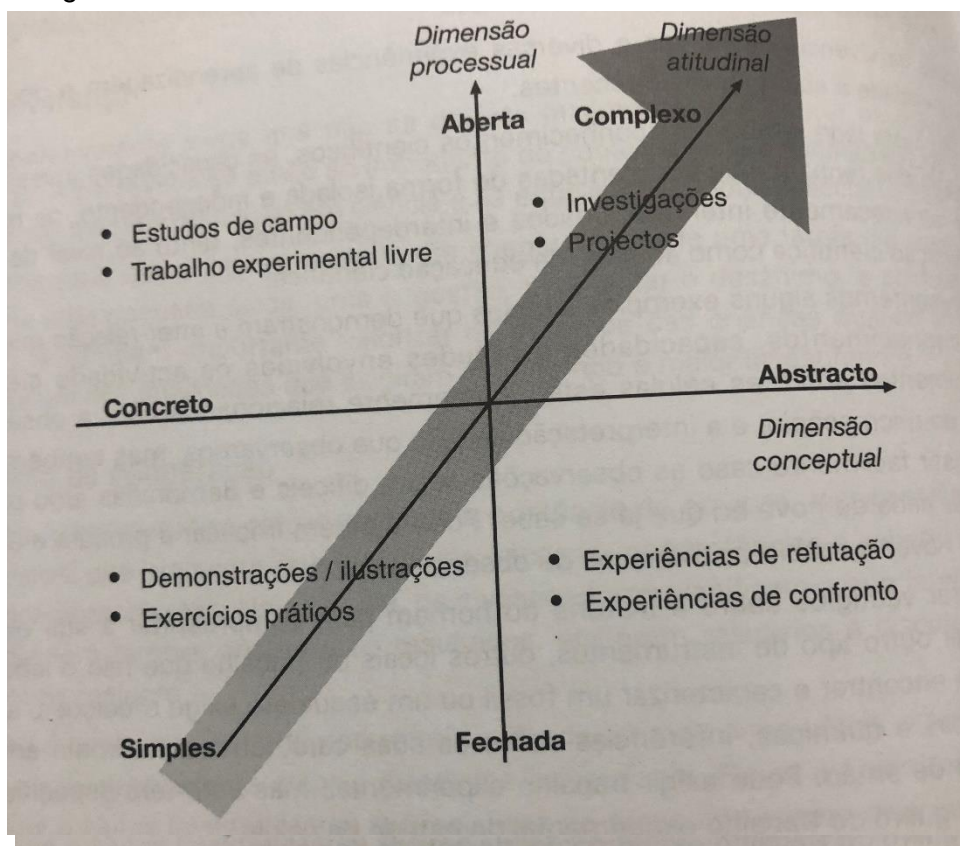 Dimensão
processual
Dimensão
atitudinal
Aberta
Complexo
• Estudos de campo
• Trabalho experimental livre
• Investigações
• Projectos
Concreto
Abstracto
Dimensão
conceptual
• Demonstrações / ilustrações
• Exercícios práticos
• Experiências de refutação
• Experiências de confronto
Simples
Fechada